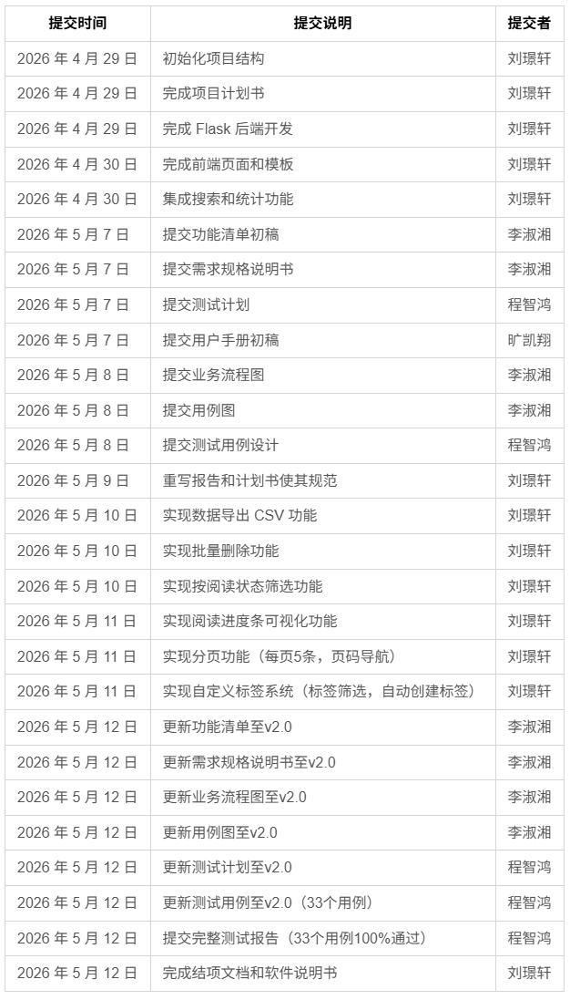 提交时间 提交说明 提交者
2026 年 4 月 29 日 初始化项目结构 刘璟轩
2026 年 4 月 29 日 完成项目计划书 刘璟轩
2026 年 4 月 29 日 完成 Flask 后端开发 刘璟轩
2026 年 4 月 30 日 完成前端页面和模板 刘璟轩
2026 年 4 月 30 日 集成搜索和统计功能 刘璟轩
2026 年 5 月 7 日 提交功能清单初稿 李淑湘
2026 年 5 月 7 日 提交需求规格说明书 李淑湘
2026 年 5 月 7 日 提交测试计划 程智鸿
2026 年 5 月 7 日 提交用户手册初稿 旷凯翔
2026 年 5 月 8 日 提交业务流程图 李淑湘
2026 年 5 月 8 日 提交用例图 李淑湘
2026 年 5 月 8 日 提交测试用例设计 程智鸿
2026 年 5 月 9 日 重写报告和计划书使其规范 刘璟轩
2026 年 5 月 10 日 实现数据导出 CSV 功能 刘璟轩
2026 年 5 月 10 日 实现批量删除功能 刘璟轩
2026 年 5 月 10 日 实现按阅读状态筛选功能 刘璟轩
2026 年 5 月 11 日 实现阅读进度条可视化功能 刘璟轩
2026 年 5 月 11 日 实现分页功能（每页5条，页码导航） 刘璟轩
2026 年 5 月 11 日 实现自定义标签系统（标签筛选，自动创建标签） 刘璟轩
2026 年 5 月 12 日 更新功能清单至v2.0 李淑湘
2026 年 5 月 12 日 更新需求规格说明书至v2.0 李淑湘
2026 年 5 月 12 日 更新业务流程图至v2.0 李淑湘
2026 年 5 月 12 日 更新用例图至v2.0 李淑湘
2026 年 5 月 12 日 更新测试计划至v2.0 程智鸿
2026 年 5 月 12 日 更新测试用例至v2.0（33个用例） 程智鸿
2026 年 5 月 12 日 提交完整测试报告（33个用例100%通过） 程智鸿
2026 年 5 月 12 日 完成结项文档和软件说明书 刘璟轩